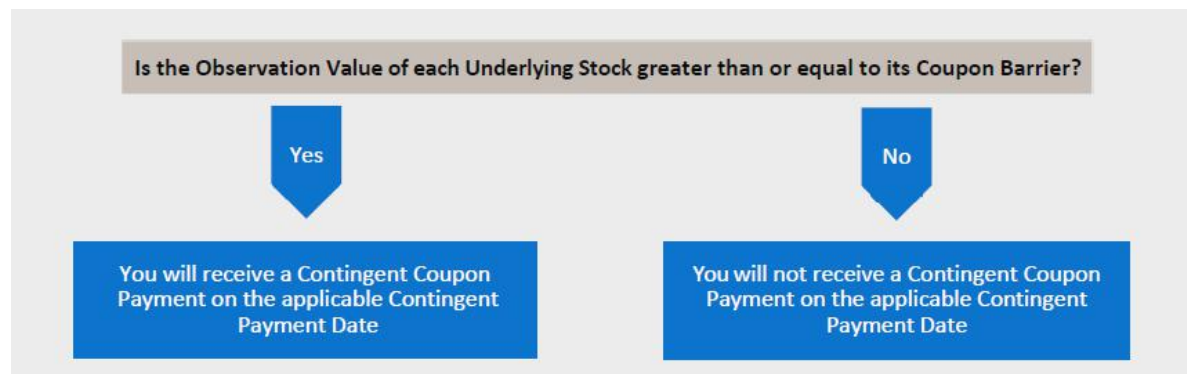 Is the Observation Value of each Underlying Stock greater than or equal to its Coupon Barrier?
Yes
No
You will receive a Contingent Coupon
Payment on the applicable Contingent
Payment Date
You will not receive a Contingent Coupon
Payment on the applicable Contingent
Payment Date